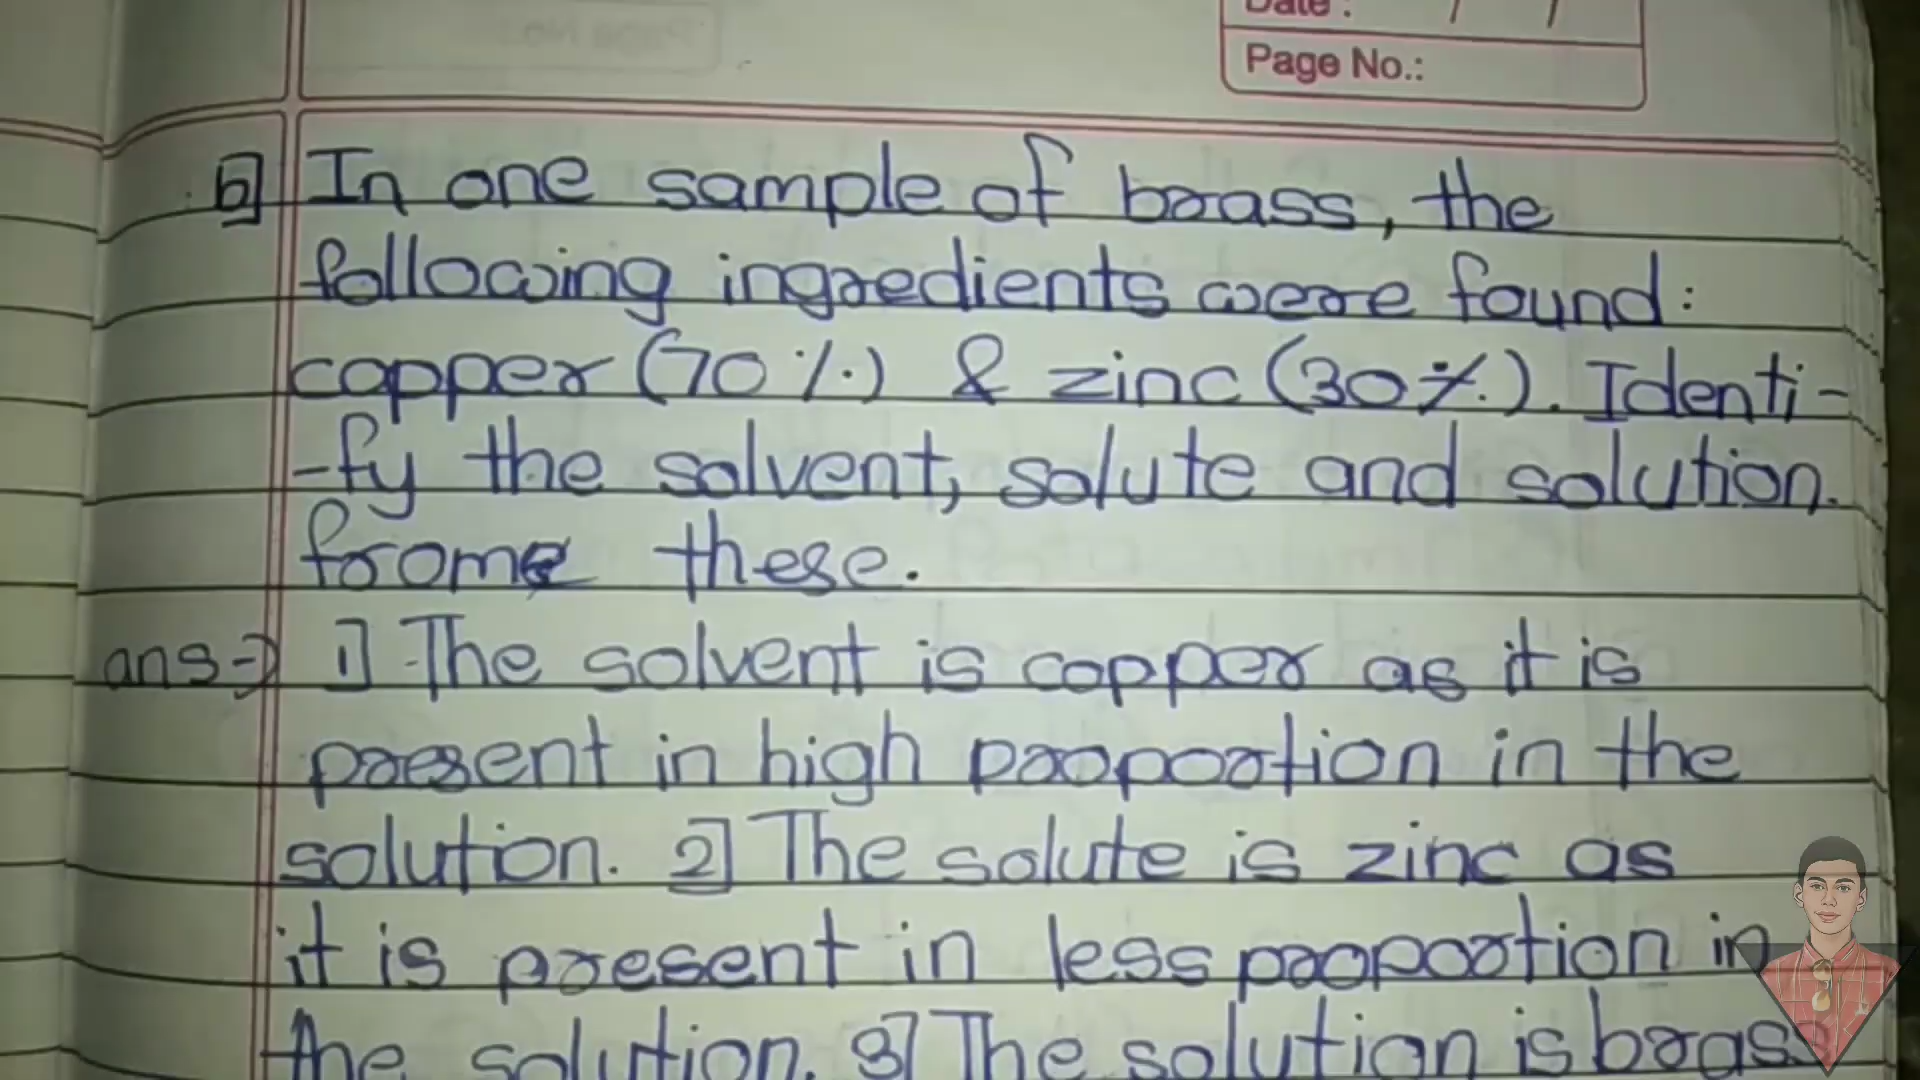 Date: / /
Page No.:
b] In one sample of brass, the
following ingredients were found:
copper (70%) & zinc (30%). Identi-
-fy the solvent, solute and solution.
frome these.
ans→ 1] The solvent is copper as it is
present in high proportion in the
solution. 2] The solute is zinc as
it is present in less proportion in
the solution. 3] The solution is brass